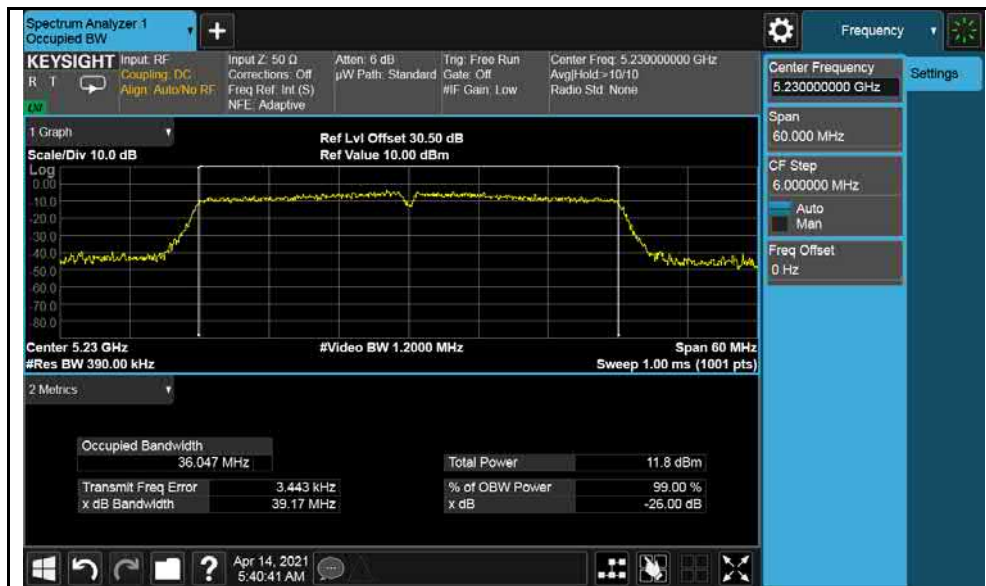 Spectrum Analyzer 1
Occupied BW
+
Frequency
KEYSIGHT
R T
LXI
Input: RF
Coupling: DC
Align: Auto/No RF
Input Z: 50 Ω
Corrections: Off
Freq Ref: Int (S)
NFE: Adaptive
Atten: 6 dB
µW Path: Standard
Trig: Free Run
Gate: Off
#IF Gain: Low
Center Freq: 5.230000000 GHz
Avg|Hold:>10/10
Radio Std: None
Center Frequency
5.230000000 GHz
Settings
Span
60.000 MHz
CF Step
6.000000 MHz
Auto
Man
Freq Offset
0 Hz
1 Graph
Scale/Div 10.0 dB
Ref Lvl Offset 30.50 dB
Ref Value 10.00 dBm
Log
0.00
-10.0
-20.0
-30.0
-40.0
-50.0
-60.0
-70.0
-80.0
Center 5.23 GHz
#Video BW 1.2000 MHz
Span 60 MHz
#Res BW 390.00 kHz
Sweep 1.00 ms (1001 pts)
2 Metrics
Occupied Bandwidth
36.047 MHz
Total Power 11.8 dBm
Transmit Freq Error 3.443 kHz
% of OBW Power 99.00 %
x dB Bandwidth 39.17 MHz
x dB -26.00 dB
?
Apr 14, 2021
5:40:41 AM